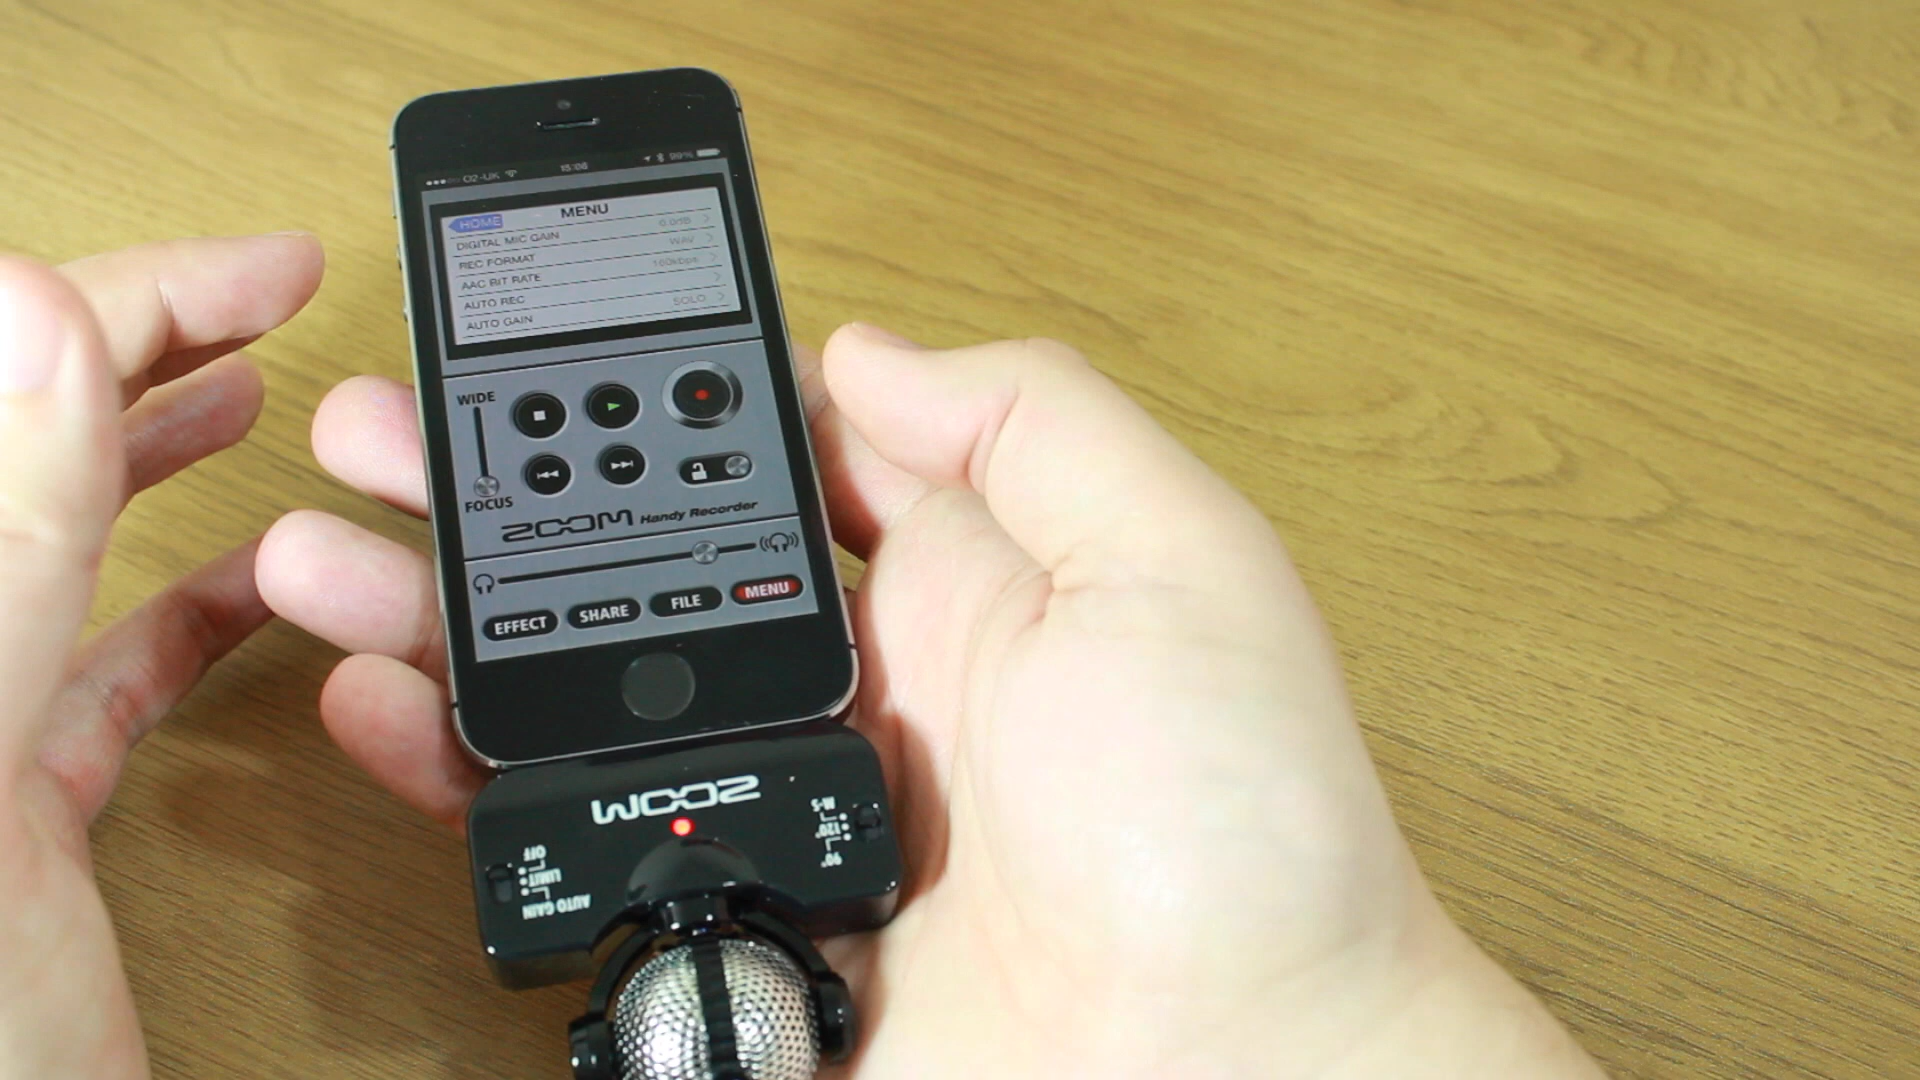 O2-UK 15:06 99%
HOME MENU
DIGITAL MIC GAIN 0.0dB
REC FORMAT WAV
AAC BIT RATE 160kbps
AUTO REC
AUTO GAIN SOLO
WIDE
FOCUS
ZOOM Handy Recorder
EFFECT SHARE FILE MENU
ZOOM
M-S
120°
90°
OFF
LIMIT
AUTO GAIN